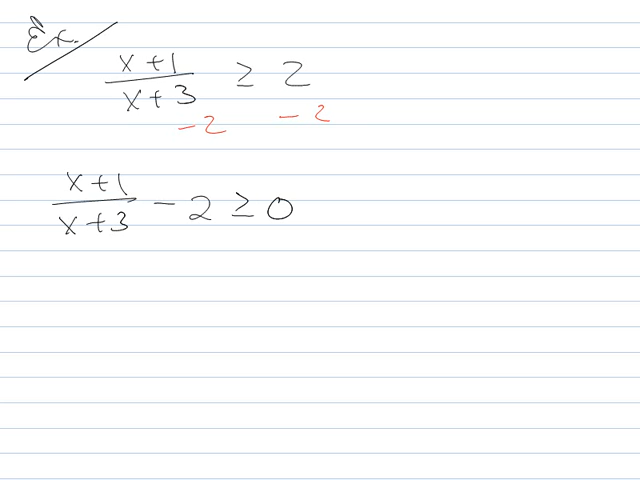 Ex.
x+1
x+3 ≥ 2
-2 -2
x+1
x+3 - 2 ≥ 0